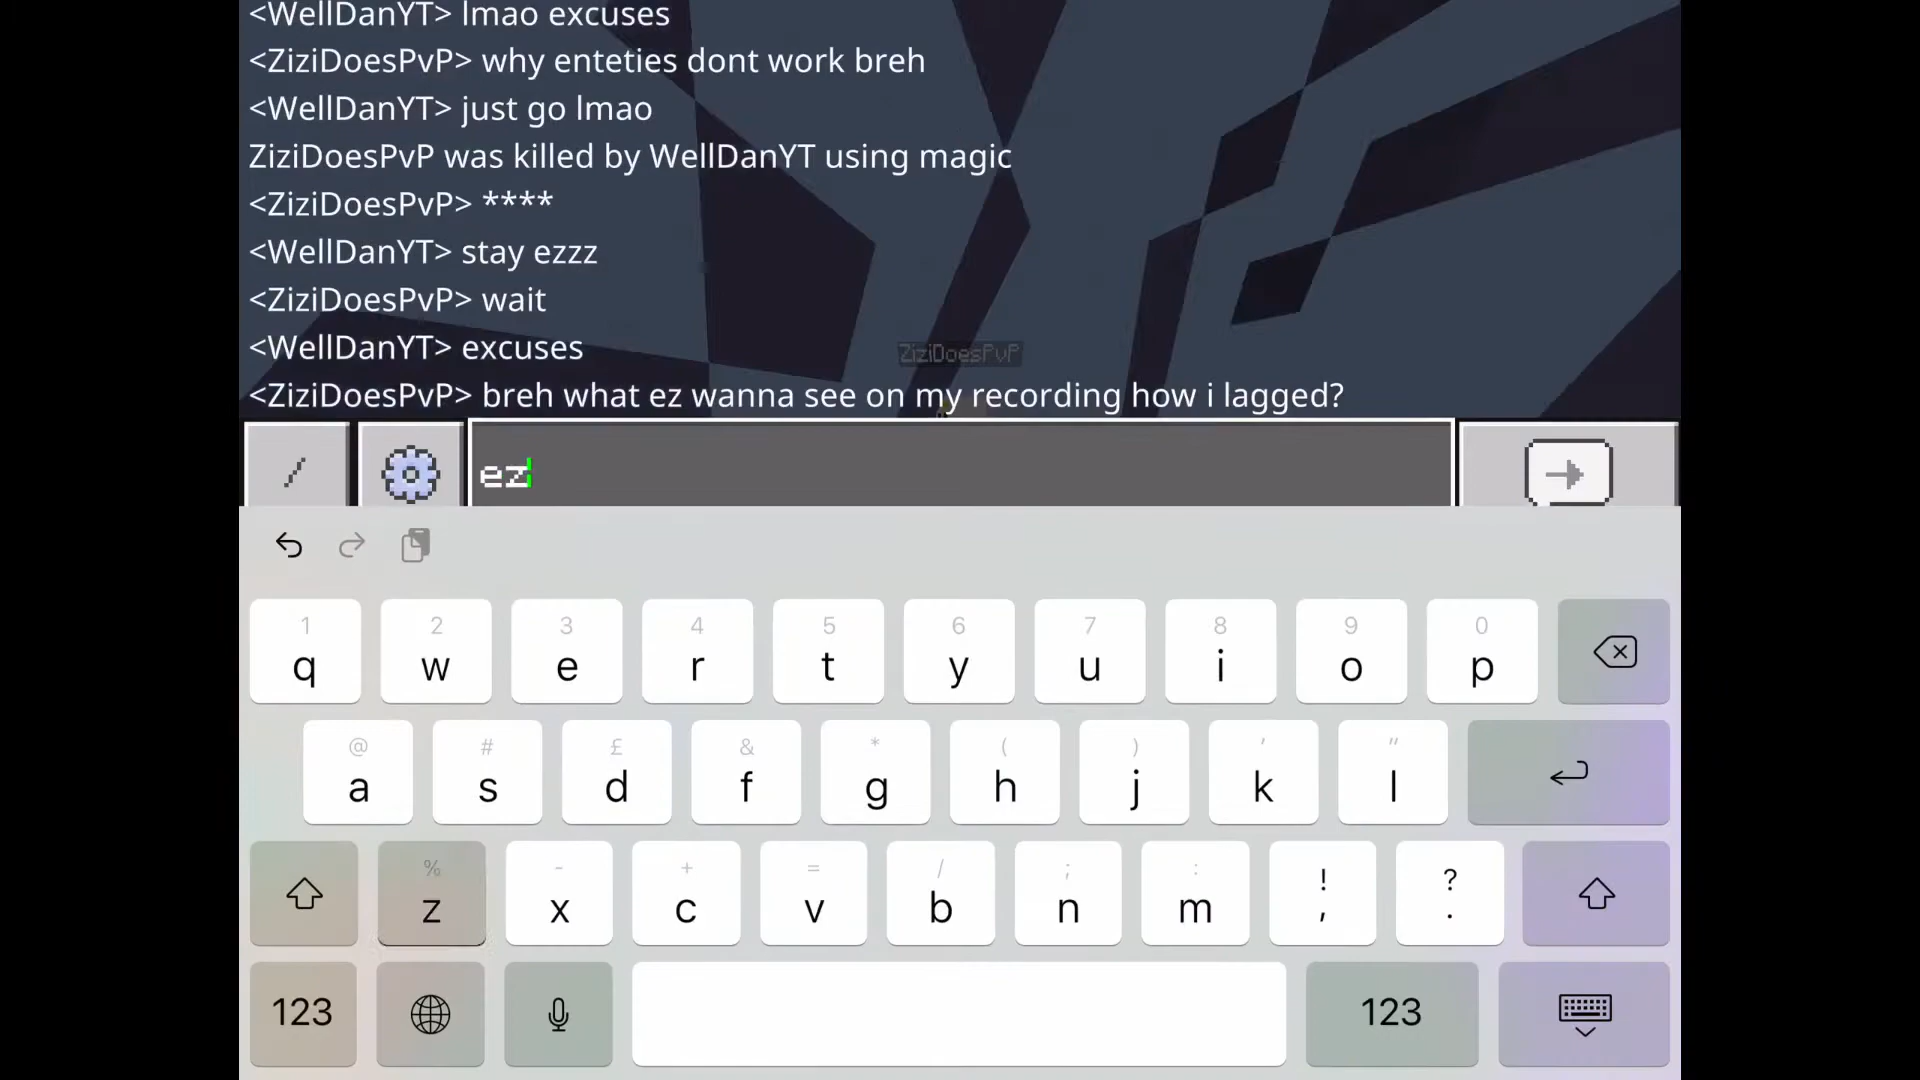 <WellDanYT> lmao excuses
<ZiziDoesPvP> why enteties dont work breh
<WellDanYT> just go lmao
ZiziDoesPvP was killed by WellDanYT using magic
<ZiziDoesPvP> ****
<WellDanYT> stay ezzz
<ZiziDoesPvP> wait
ZiziDoesPvP
<WellDanYT> excuses
<ZiziDoesPvP> breh what ez wanna see on my recording how i lagged?
/ ez
1 2 3 4 5 6 7 8 9 0
q w e r t y u i o p
@ # £ & * ( ) ' "
a s d f g h j k l
% - + = / ; : ! ?
z x c v b n m , .
123 123